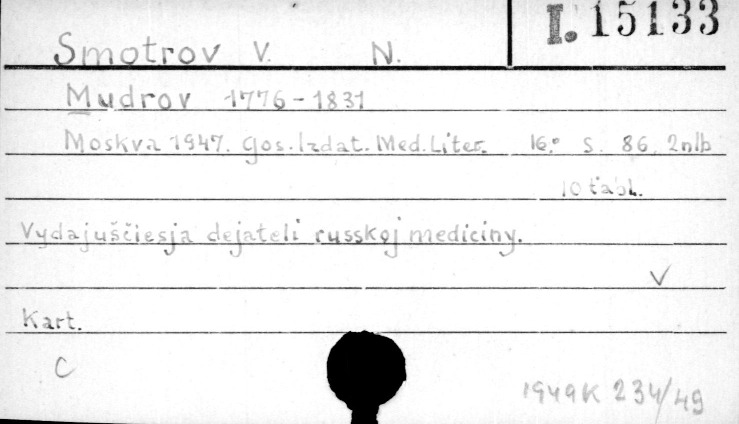 I. 15133
Smotrov V. N.
Mudrov 1776-1831
Moskva 1947. Gos. Izdat. Med. Liter. 16.° S. 86, 2nlb
10 tabl.
Vydajuščiesja dejateli russkoj mediciny.
V
Kart.
C
1949K 234/49